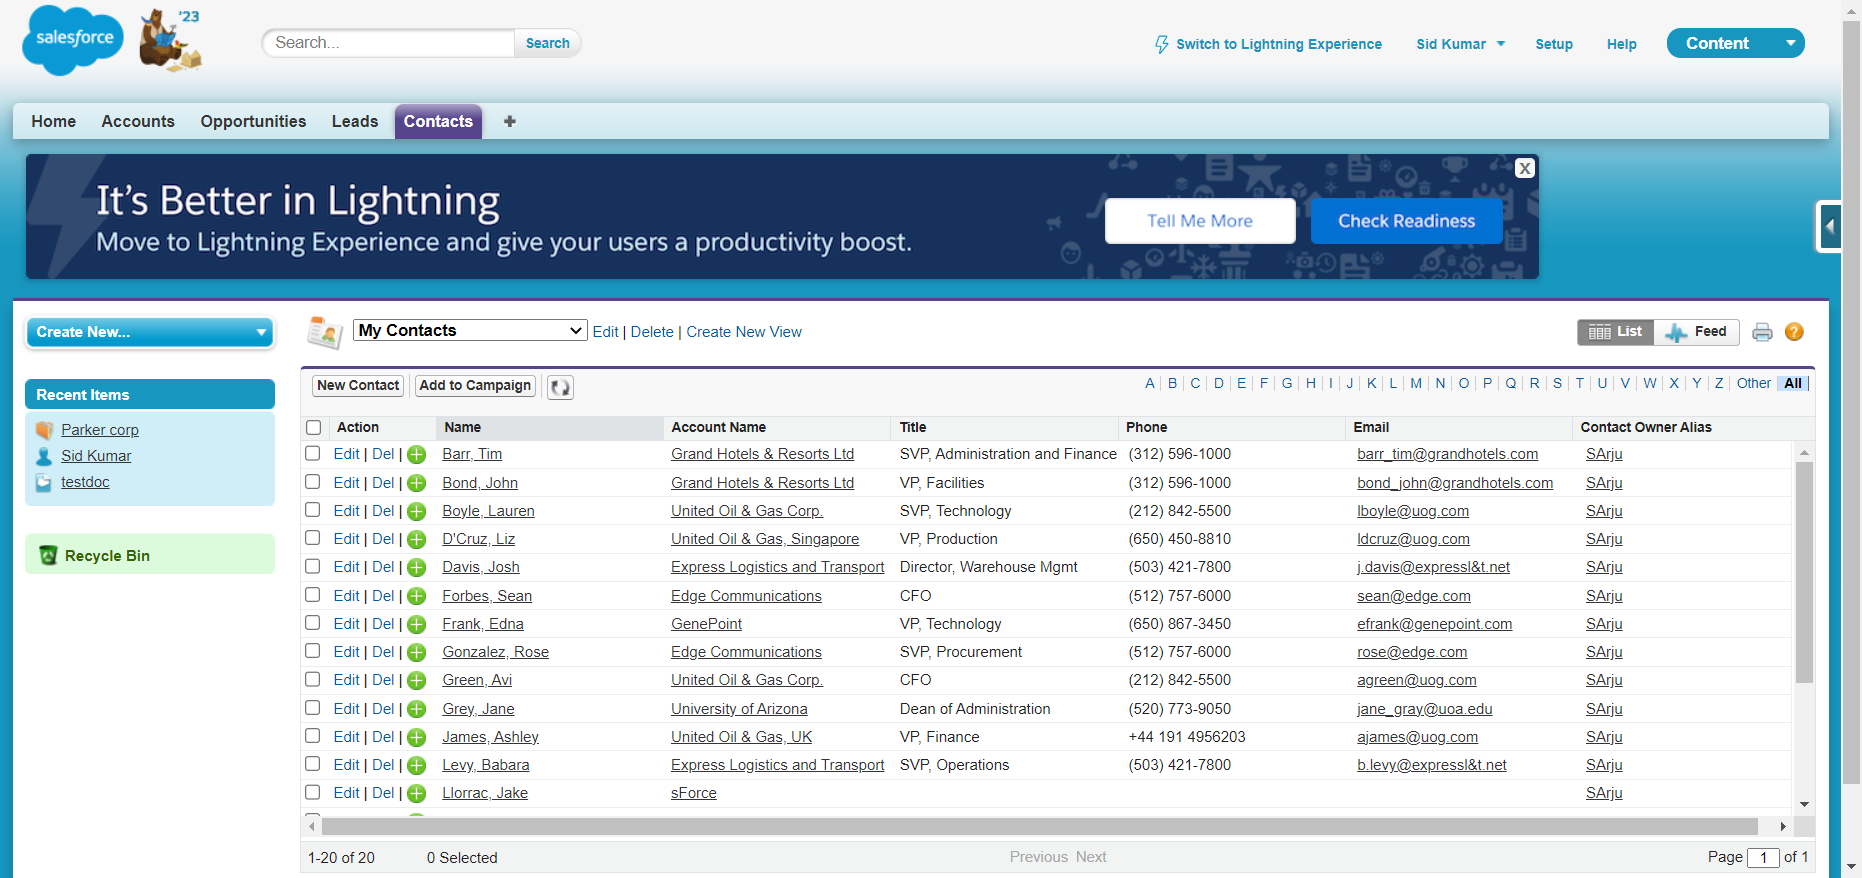 salesforce
'23
Search...
Search
Switch to Lightning Experience
Sid Kumar
Setup
Help
Content
Home
Accounts
Opportunities
Leads
Contacts
It's Better in Lightning
Move to Lightning Experience and give your users a productivity boost.
Tell Me More
Check Readiness
X
Create New...
Recent Items
Parker corp
Sid Kumar
testdoc
Recycle Bin
My Contacts
Edit | Delete | Create New View
List
Feed
?
New Contact
Add to Campaign
A B C D E F G H I J K L M N O P Q R S T U V W X Y Z Other All
Action Name Account Name Title Phone Email Contact Owner Alias
Edit | Del | Barr, Tim Grand Hotels & Resorts Ltd SVP, Administration and Finance (312) 596-1000 barr_tim@grandhotels.com SArju
Edit | Del | Bond, John Grand Hotels & Resorts Ltd VP, Facilities (312) 596-1000 bond_john@grandhotels.com SArju
Edit | Del | Boyle, Lauren United Oil & Gas Corp. SVP, Technology (212) 842-5500 lboyle@uog.com SArju
Edit | Del | D'Cruz, Liz United Oil & Gas, Singapore VP, Production (650) 450-8810 ldcruz@uog.com SArju
Edit | Del | Davis, Josh Express Logistics and Transport Director, Warehouse Mgmt (503) 421-7800 j.davis@expressl&t.net SArju
Edit | Del | Forbes, Sean Edge Communications CFO (512) 757-6000 sean@edge.com SArju
Edit | Del | Frank, Edna GenePoint VP, Technology (650) 867-3450 efrank@genepoint.com SArju
Edit | Del | Gonzalez, Rose Edge Communications SVP, Procurement (512) 757-6000 rose@edge.com SArju
Edit | Del | Green, Avi United Oil & Gas Corp. CFO (212) 842-5500 agreen@uog.com SArju
Edit | Del | Grey, Jane University of Arizona Dean of Administration (520) 773-9050 jane_gray@uoa.edu SArju
Edit | Del | James, Ashley United Oil & Gas, UK VP, Finance +44 191 4956203 ajames@uog.com SArju
Edit | Del | Levy, Babara Express Logistics and Transport SVP, Operations (503) 421-7800 b.levy@expressl&t.net SArju
Edit | Del | Llorrac, Jake sForce SArju
1-20 of 20
0 Selected
Previous Next
Page 1 of 1